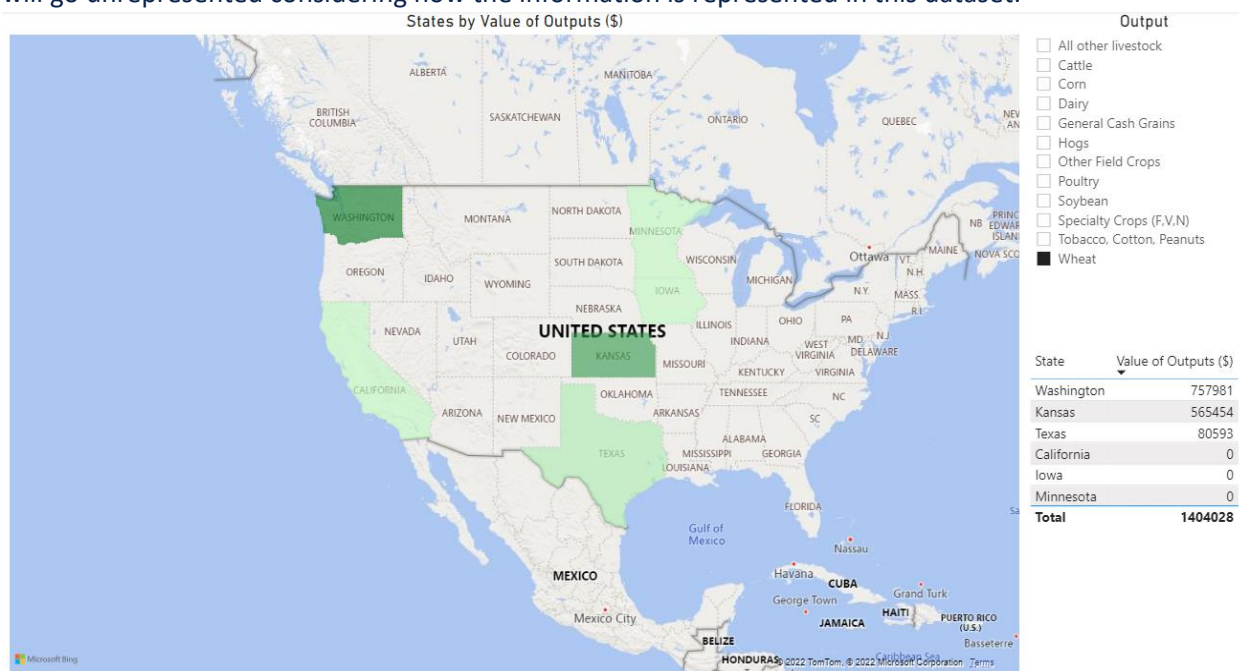 will go unrepresented considering how the information is represented in this dataset.
States by Value of Outputs ($)
ALBERTA
MANITOBA
BRITISH
COLUMBIA
SASKATCHEWAN
ONTARIO
QUEBEC
WASHINGTON
MONTANA
NORTH DAKOTA
MINNESOTA
NB
MAINE
NOVA SCO
Ottawa
VT.
N.H.
OREGON
IDAHO
SOUTH DAKOTA
WISCONSIN
MICHIGAN
N.Y.
MASS.
R.I.
WYOMING
IOWA
NEBRASKA
UNITED STATES
ILLINOIS
OHIO
PA
N.J.
NEVADA
UTAH
COLORADO
KANSAS
MISSOURI
INDIANA
WEST
VIRGINIA
MD.
DELAWARE
KENTUCKY
VIRGINIA
CALIFORNIA
ARIZONA
NEW MEXICO
OKLAHOMA
ARKANSAS
TENNESSEE
NC
SC
TEXAS
MISSISSIPPI
ALABAMA
GEORGIA
LOUISIANA
FLORIDA
Gulf of
Mexico
Nassau
MEXICO
Havana
CUBA
George Town
Grand Turk
Mexico City
JAMAICA
HAITI
PUERTO RICO
(U.S.)
BELIZE
Basseterre
HONDURAS
Caribbean Sea
Microsoft Bing
© 2022 TomTom, © 2022 Microsoft Corporation Terms
Output
All other livestock
Cattle
Corn
Dairy
General Cash Grains
Hogs
Other Field Crops
Poultry
Soybean
Specialty Crops (F,V,N)
Tobacco, Cotton, Peanuts
Wheat
State Value of Outputs ($)
Washington 757981
Kansas 565454
Texas 80593
California 0
Iowa 0
Minnesota 0
Total 1404028